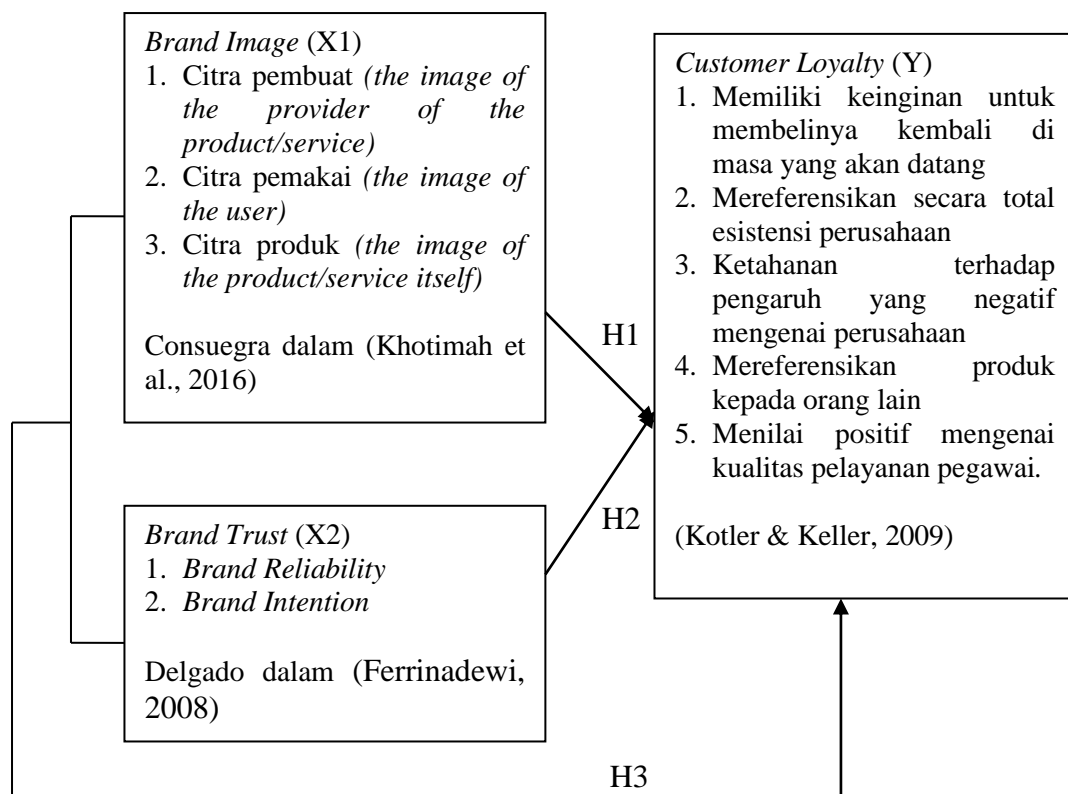 Brand Image (X1)
1. Citra pembuat (the image of
the provider of the
product/service)
2. Citra pemakai (the image of
the user)
3. Citra produk (the image of
the product/service itself)
Consuegra dalam (Khotimah et
al., 2016)
H1
Customer Loyalty (Y)
1. Memiliki keinginan untuk
membelinya kembali di
masa yang akan datang
2. Mereferensikan secara total
esistensi perusahaan
3. Ketahanan terhadap
pengaruh yang negatif
mengenai perusahaan
4. Mereferensikan produk
kepada orang lain
5. Menilai positif mengenai
kualitas pelayanan pegawai.
(Kotler & Keller, 2009)
Brand Trust (X2)
1. Brand Reliability
2. Brand Intention
Delgado dalam (Ferrinadewi,
2008)
H2
H3